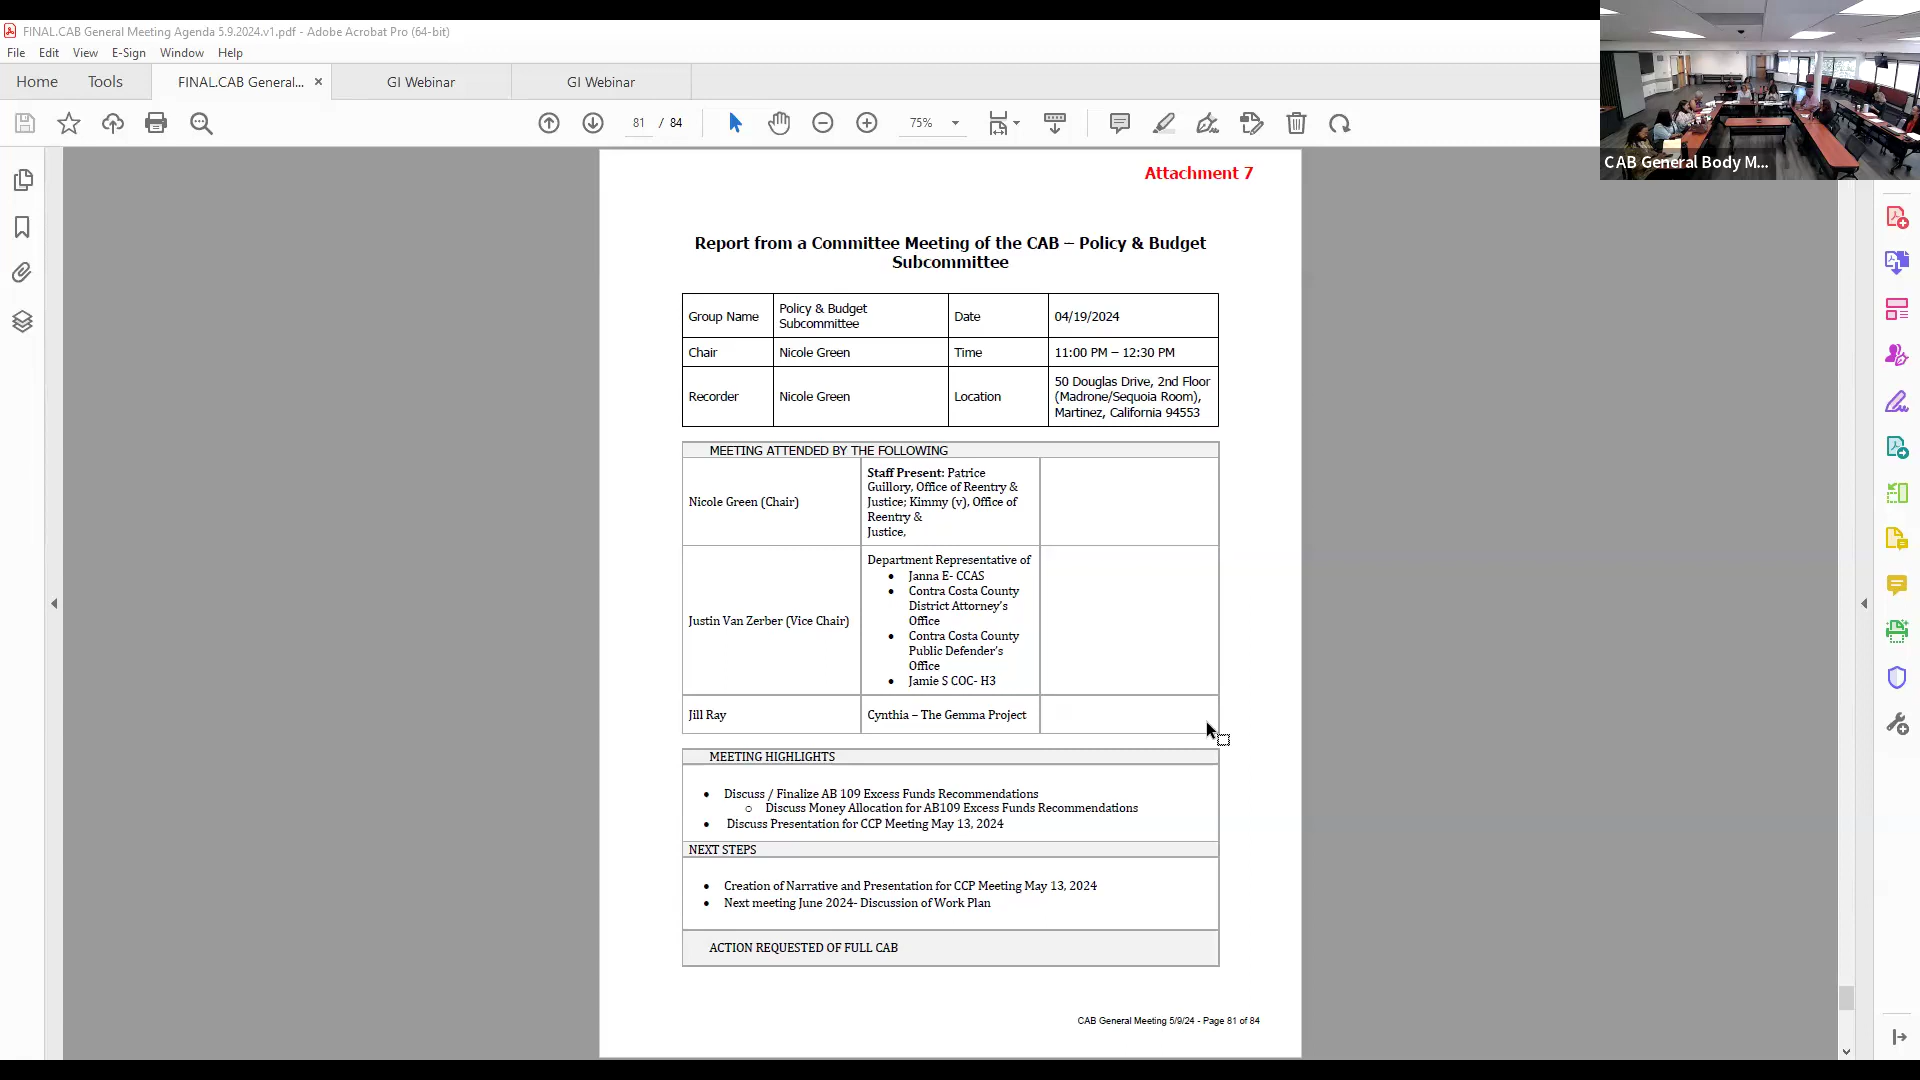 FINAL.CAB General Meeting Agenda 5.9.2024.v1.pdf - Adobe Acrobat Pro (64-bit)
File Edit View E-Sign Window Help
Home Tools FINAL.CAB General... × GI Webinar GI Webinar
81 / 84 75%
CAB General Body M...
Attachment 7
Report from a Committee Meeting of the CAB – Policy & Budget
Subcommittee
Group Name Policy & Budget Subcommittee Date 04/19/2024
Chair Nicole Green Time 11:00 PM – 12:30 PM
Recorder Nicole Green Location 50 Douglas Drive, 2nd Floor
(Madrone/Sequoia Room),
Martinez, California 94553
MEETING ATTENDED BY THE FOLLOWING
Nicole Green (Chair)
Staff Present: Patrice
Guillory, Office of Reentry &
Justice; Kimmy (v), Office of
Reentry &
Justice,
Justin Van Zerber (Vice Chair)
Department Representative of
• Janna E- CCAS
• Contra Costa County
District Attorney's
Office
• Contra Costa County
Public Defender's
Office
• Jamie S COC- H3
Jill Ray
Cynthia – The Gemma Project
MEETING HIGHLIGHTS
• Discuss / Finalize AB 109 Excess Funds Recommendations
o Discuss Money Allocation for AB109 Excess Funds Recommendations
• Discuss Presentation for CCP Meeting May 13, 2024
NEXT STEPS
• Creation of Narrative and Presentation for CCP Meeting May 13, 2024
• Next meeting June 2024- Discussion of Work Plan
ACTION REQUESTED OF FULL CAB
CAB General Meeting 5/9/24 - Page 81 of 84